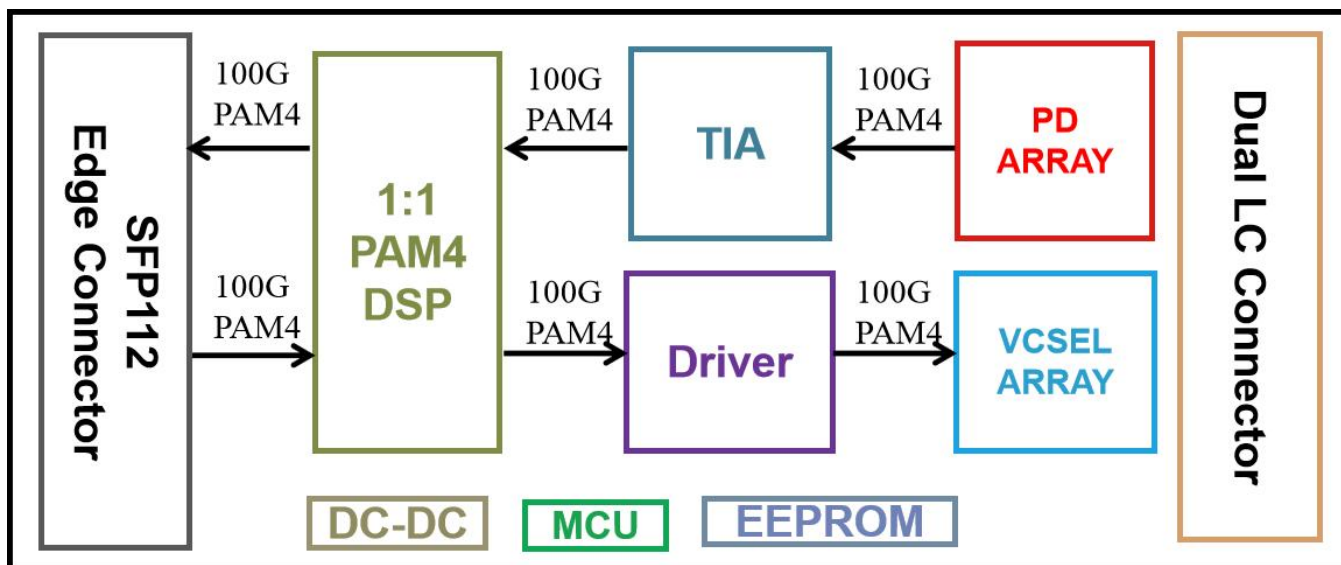 SFP112
Edge Connector
100G
PAM4
100G
PAM4
1:1
PAM4
DSP
100G
PAM4
TIA
100G
PAM4
PD
ARRAY
100G
PAM4
Driver
100G
PAM4
VCSEL
ARRAY
Dual LC Connector
DC-DC
MCU
EEPROM